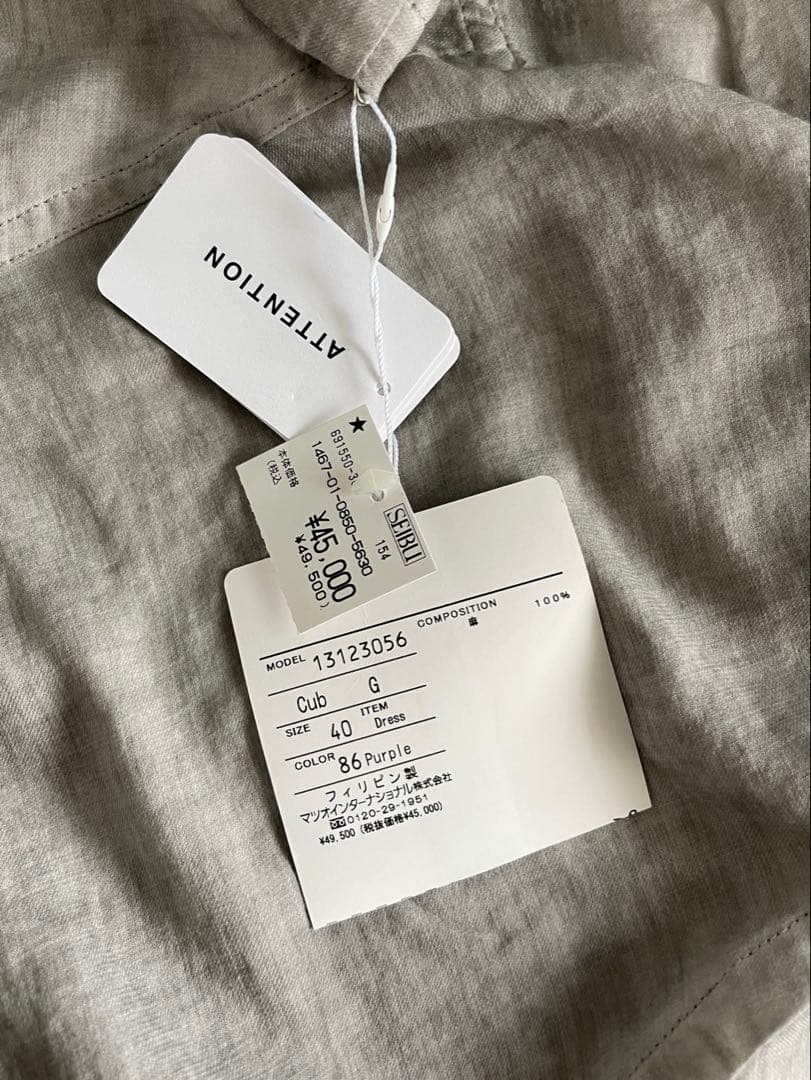 ATTENTION
★
691550-3
1467-01-0850-5630
本体価格 ¥45,000
(税込 ¥49,500)
SEIBU
154
COMPOSITION
麻 100%
MODEL 13123056
Cub G
SIZE 40 ITEM Dress
COLOR 86 Purple
フィリピン製
マツオインターナショナル株式会社
0120-29-1951
¥49,500 (税抜価格¥45,000)